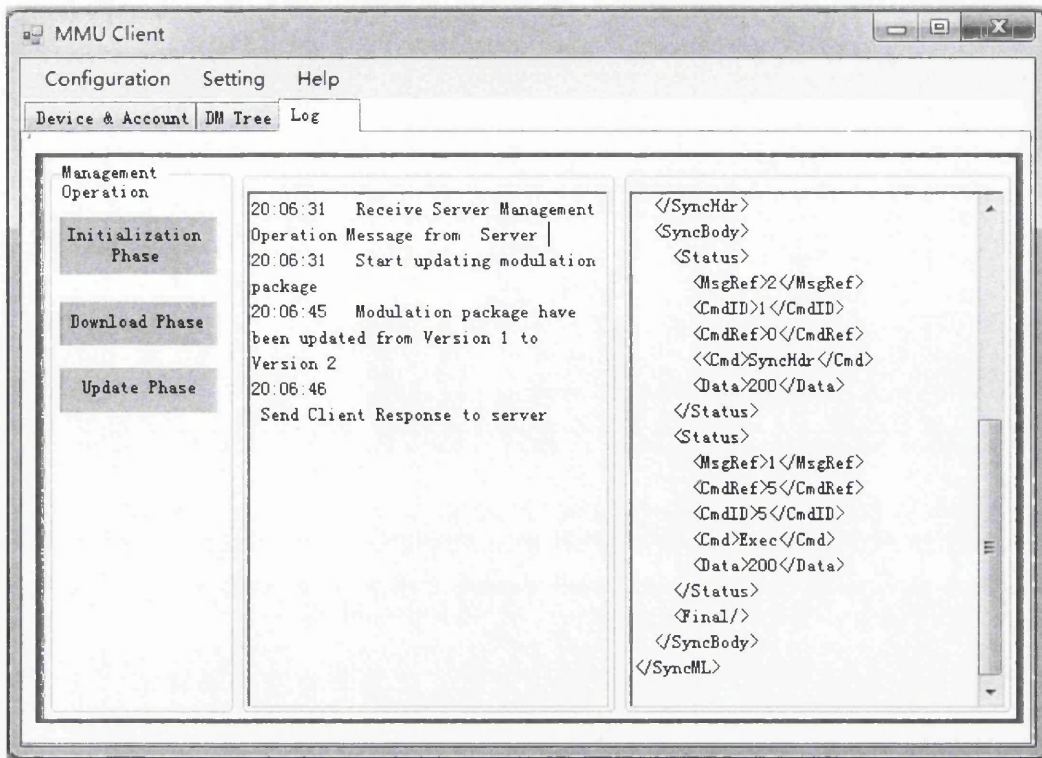 MMU Client
Configuration Setting Help
Device & Account DM Tree Log
Management
Operation
Initialization
Phase
Download Phase
Update Phase
20:06:31 Receive Server Management
Operation Message from Server
20:06:31 Start updating modulation
package
20:06:45 Modulation package have
been updated from Version 1 to
Version 2
20:06:46
Send Client Response to server
</SyncHdr>
<SyncBody>
<Status>
<MsgRef>2</MsgRef>
<CmdID>1</CmdID>
<CmdRef>0</CmdRef>
<<Cmd>SyncHdr</Cmd>
<Data>200</Data>
</Status>
<Status>
<MsgRef>1</MsgRef>
<CmdRef>5</CmdRef>
<CmdID>5</CmdID>
<Cmd>Exec</Cmd>
<Data>200</Data>
</Status>
<Final/>
</SyncBody>
</SyncML>